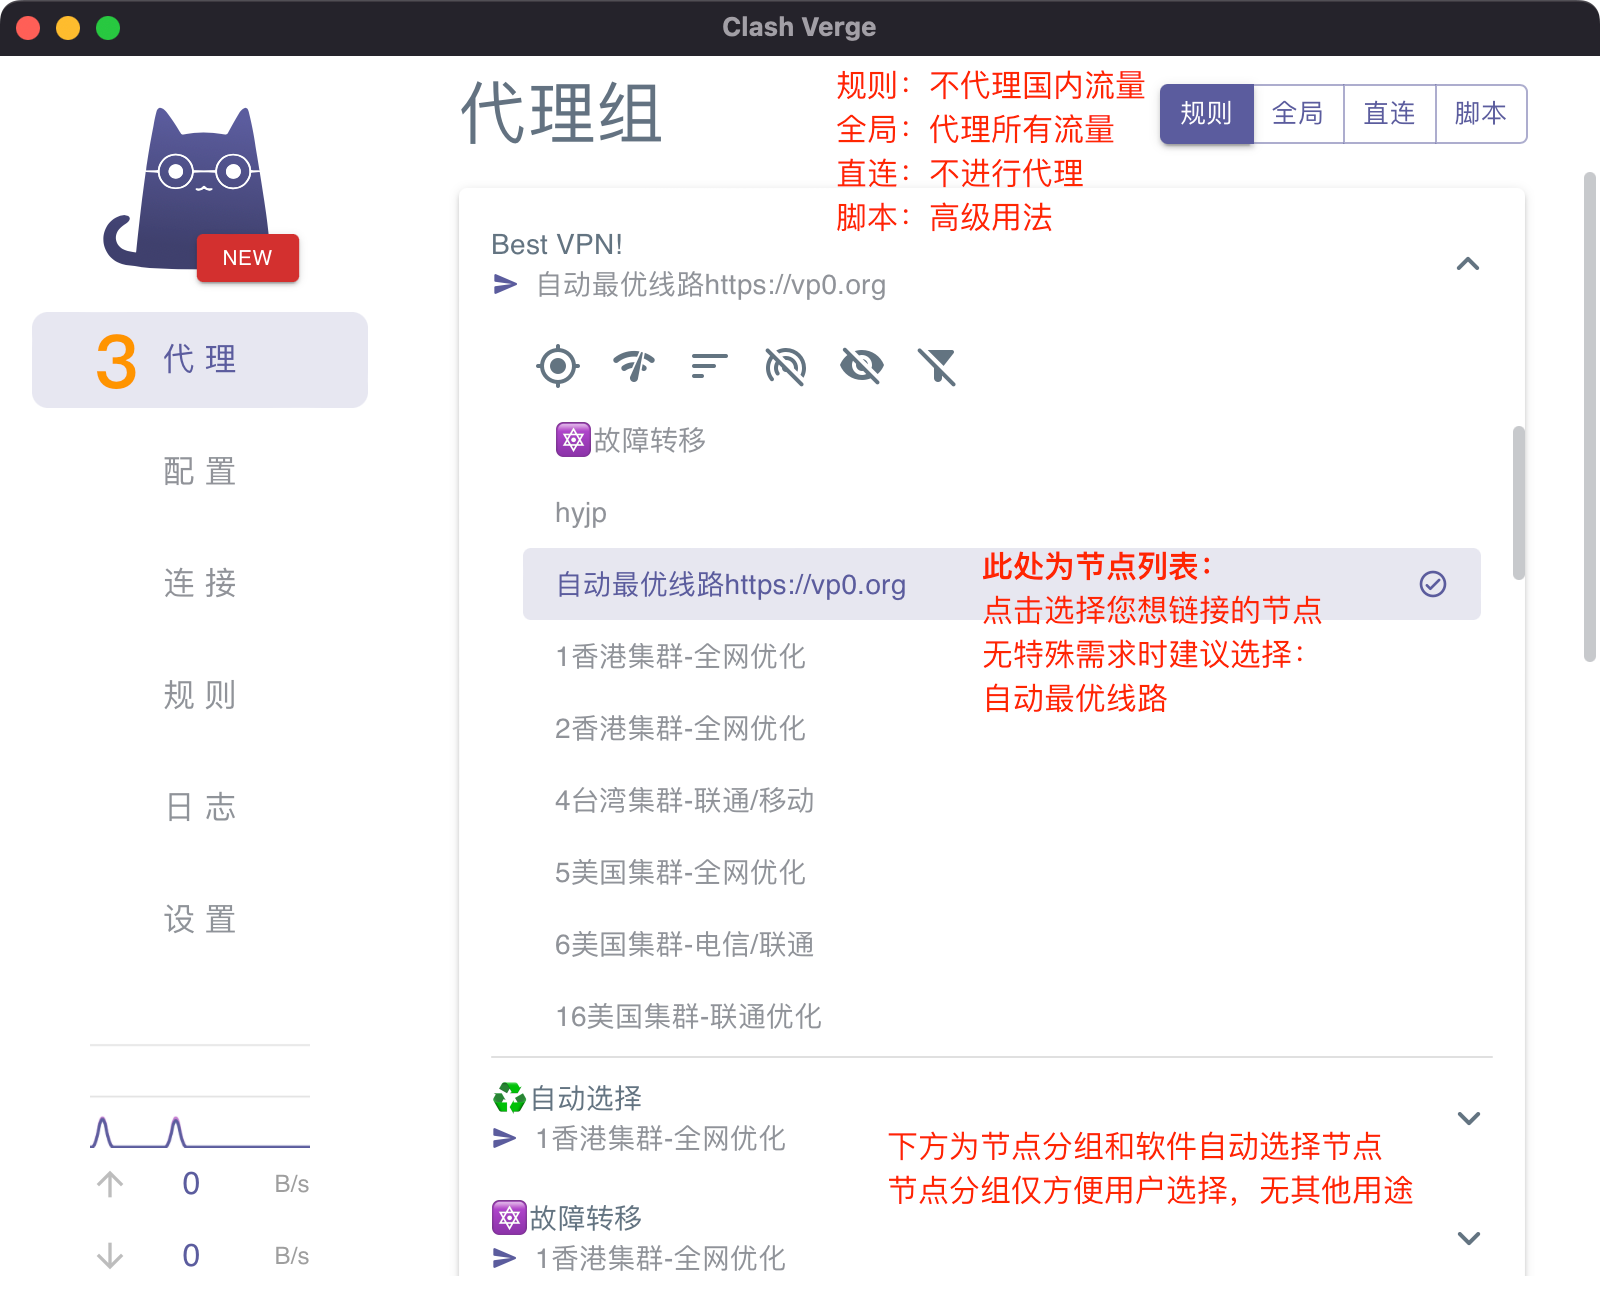 Clash Verge
NEW
3 代 理
配 置
连 接
规 则
日 志
设 置
0 B/s
0 B/s
代理组
规则：不代理国内流量
全局：代理所有流量
直连：不进行代理
脚本：高级用法
规则 全局 直连 脚本
Best VPN!
自动最优线路https://vp0.org
故障转移
hyjp
自动最优线路https://vp0.org
1香港集群-全网优化
2香港集群-全网优化
4台湾集群-联通/移动
5美国集群-全网优化
6美国集群-电信/联通
16美国集群-联通优化
此处为节点列表：
点击选择您想链接的节点
无特殊需求时建议选择：
自动最优线路
自动选择
1香港集群-全网优化
故障转移
1香港集群-全网优化
下方为节点分组和软件自动选择节点
节点分组仅方便用户选择，无其他用途